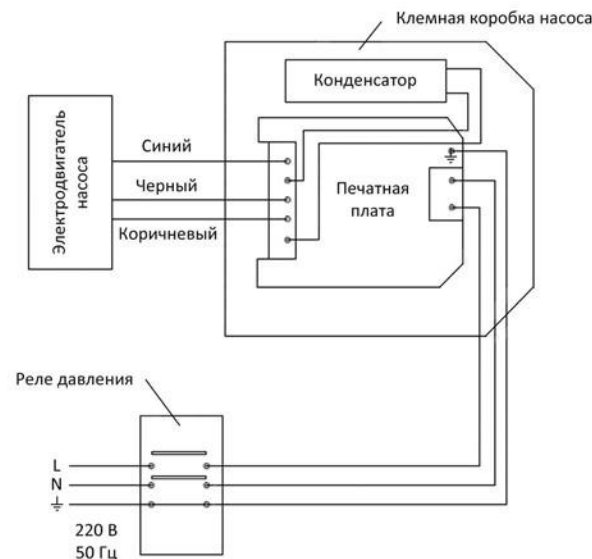 Клемная коробка насоса
Конденсатор
Электродвигатель
насоса
Синий
Черный
Коричневый
Печатная
плата
Реле давления
L
N
220 В
50 Гц